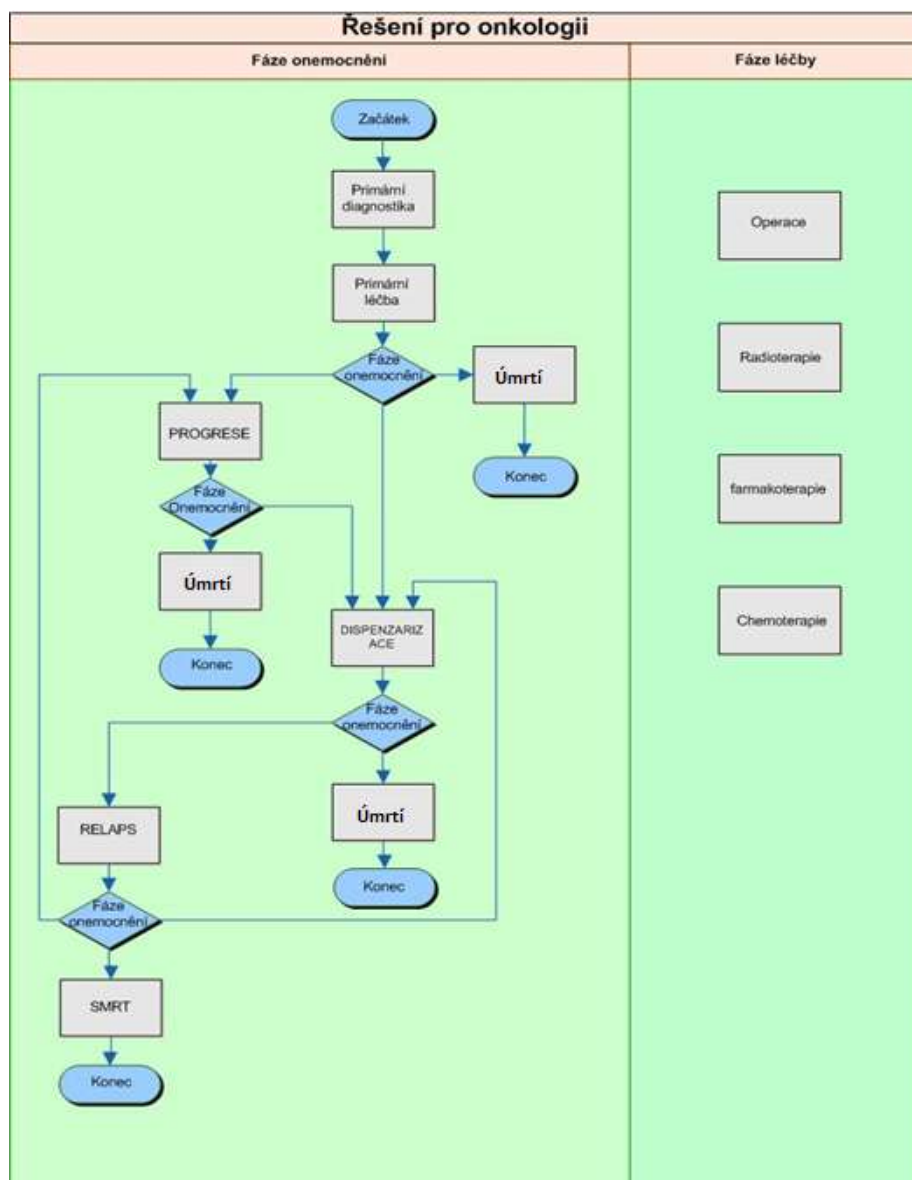 Řešení pro onkologii
Fáze onemocnění
Fáze léčby
Začátek
Primární
diagnostika
Primární
léčba
Fáze
onemocnění
Úmrtí
Konec
PROGRESE
Fáze
Onemocnění
Úmrtí
Konec
DISPENZARIZ
ACE
Fáze
onemocnění
Úmrtí
Konec
RELAPS
Fáze
onemocnění
SMRT
Konec
Operace
Radioterapie
farmakoterapie
Chemoterapie